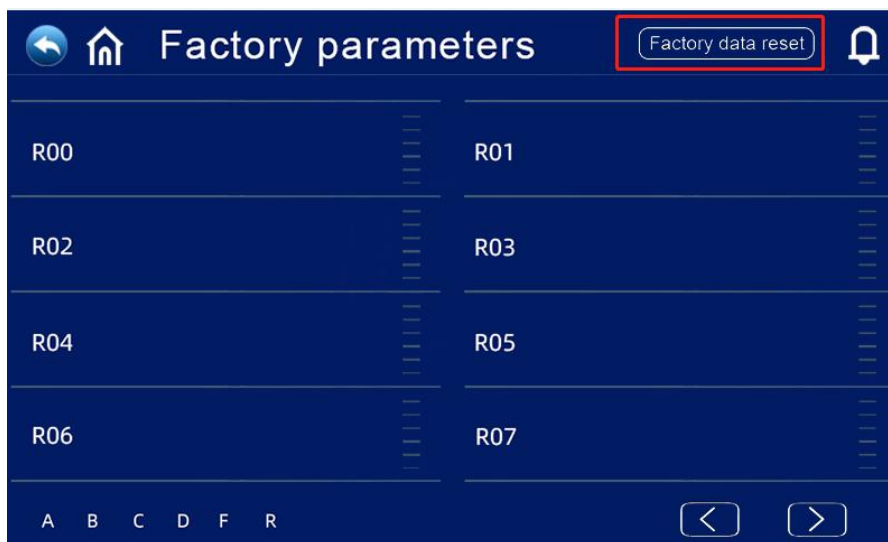 Factory parameters Factory data reset
R00 R01
R02 R03
R04 R05
R06 R07
A B C D F R